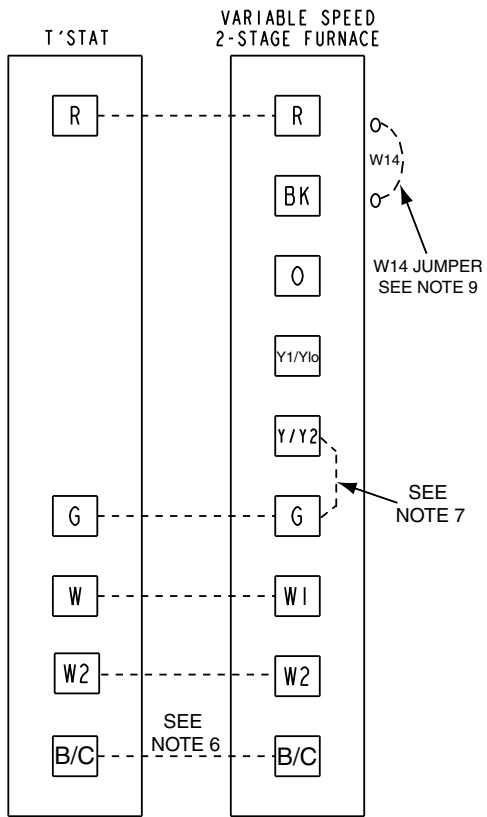 VARIABLE SPEED
T'STAT 2-STAGE FURNACE
R R
W14
BK
W14 JUMPER
SEE NOTE 9
O
Y1/Ylo
Y/Y2
SEE
NOTE 7
G G
W W1
W2 W2
SEE
NOTE 6
B/C B/C